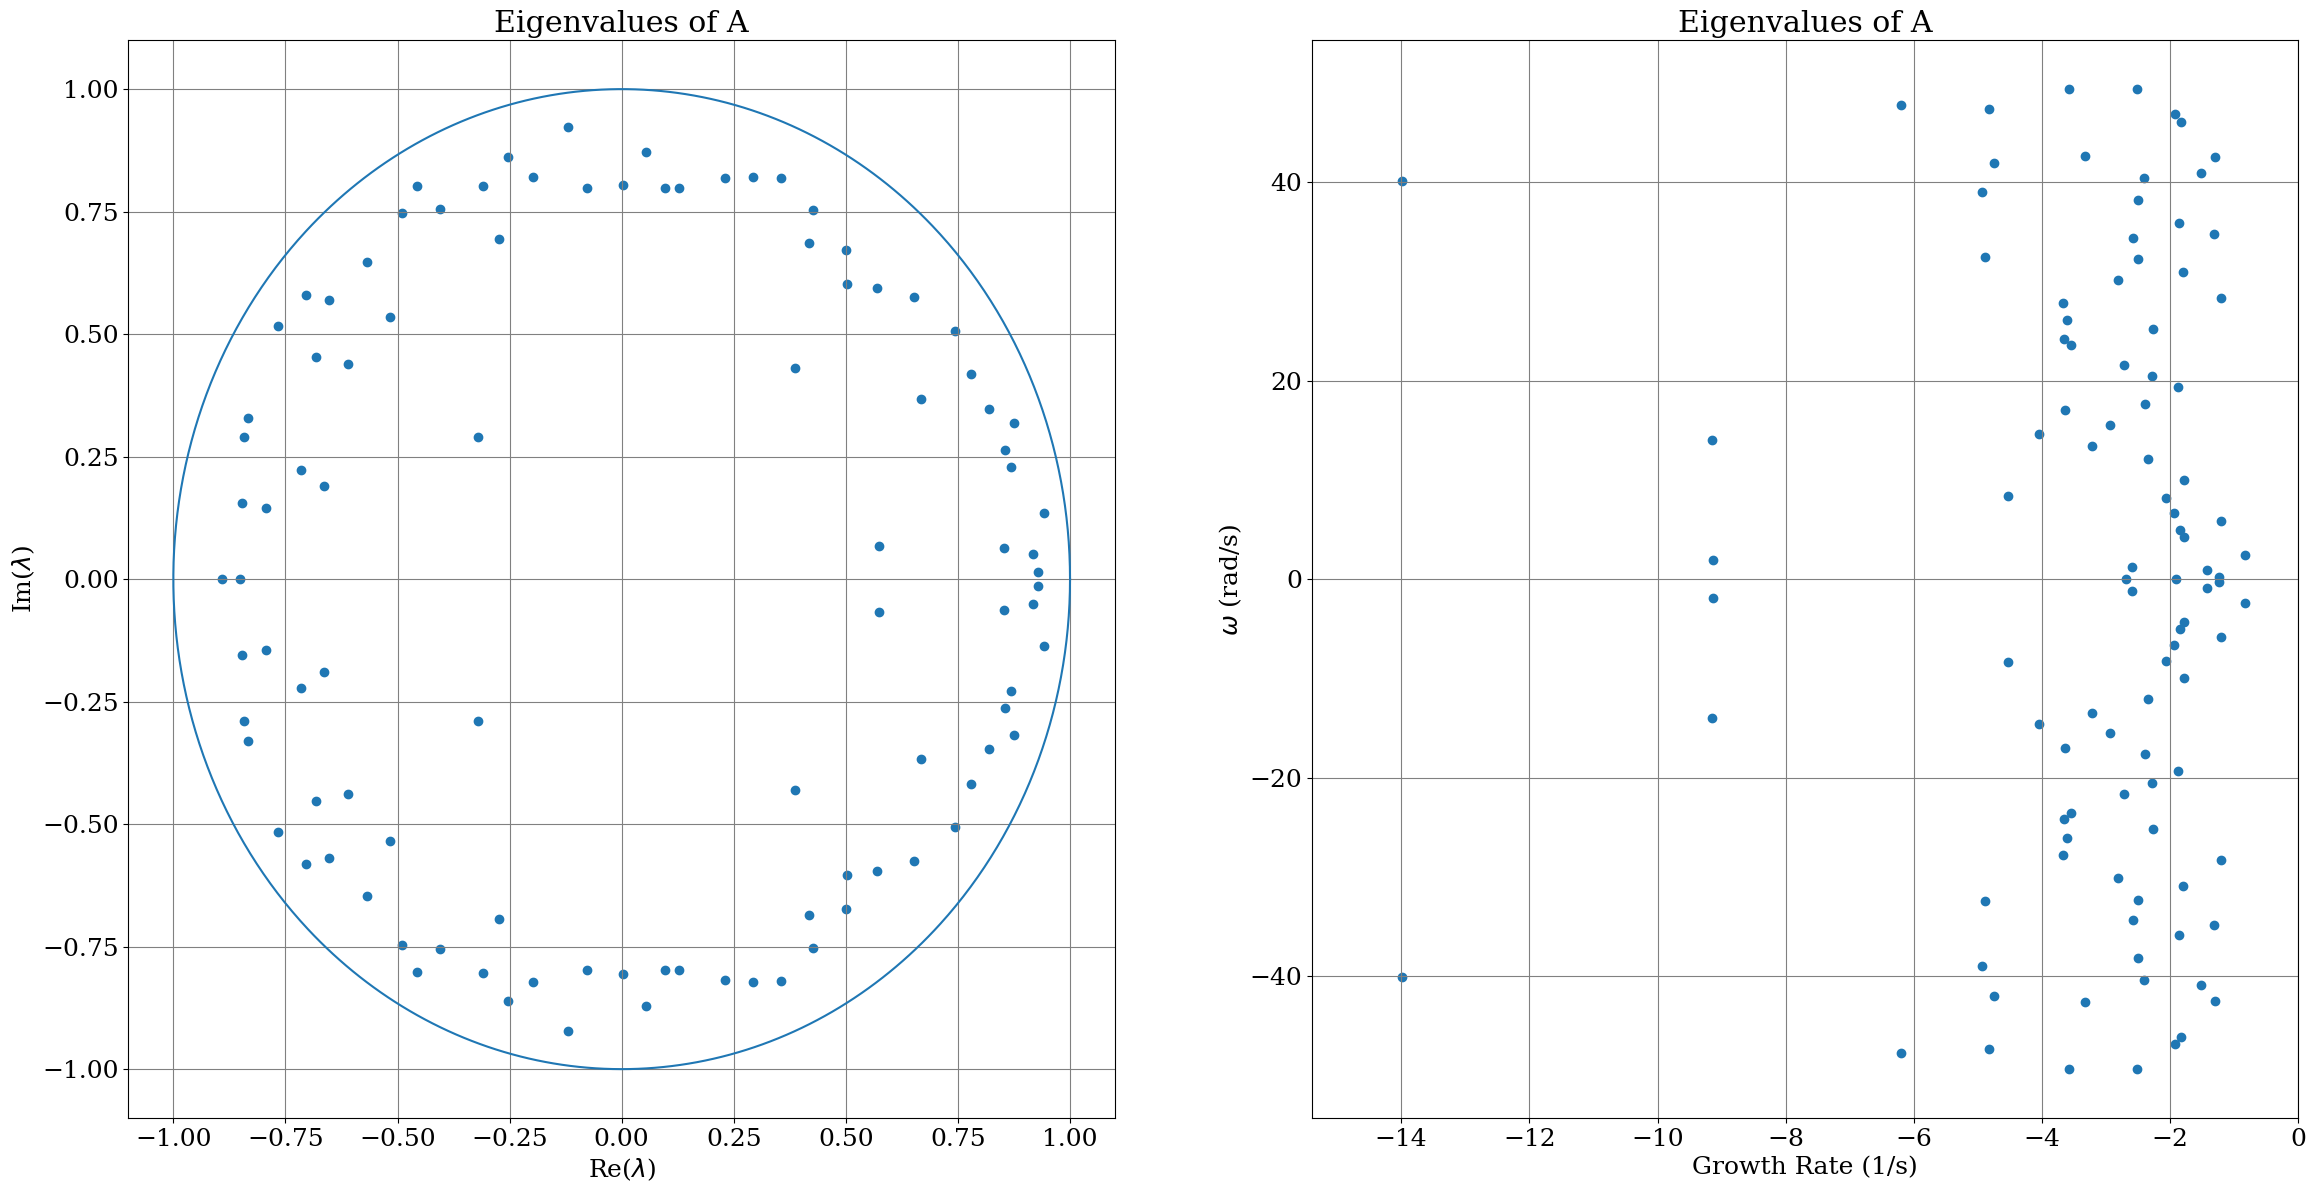 Eigenvalues of A
1.00
0.75
0.50
0.25
0.00
−0.25
−0.50
−0.75
−1.00
Im(λ)
−1.00 −0.75 −0.50 −0.25 0.00 0.25 0.50 0.75 1.00
Re(λ)
Eigenvalues of A
40
20
0
−20
−40
ω (rad/s)
−14 −12 −10 −8 −6 −4 −2 0
Growth Rate (1/s)